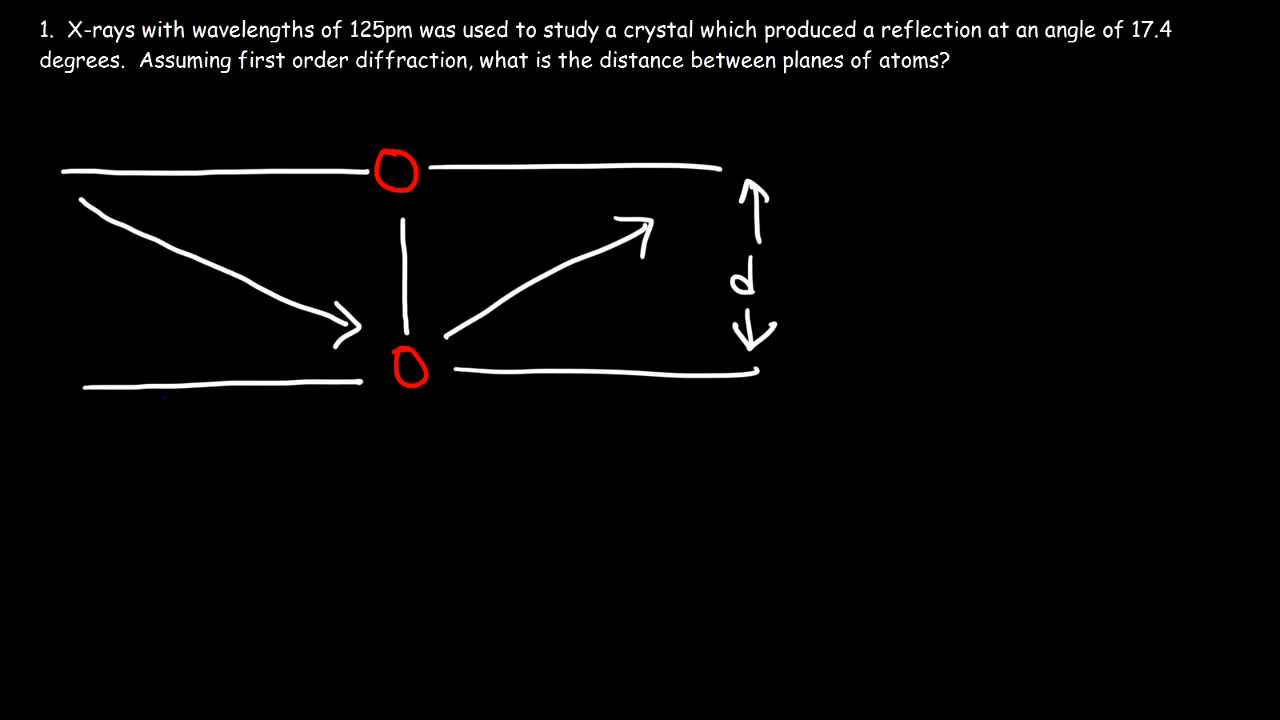 1. X-rays with wavelengths of 125pm was used to study a crystal which produced a reflection at an angle of 17.4
degrees. Assuming first order diffraction, what is the distance between planes of atoms?
d